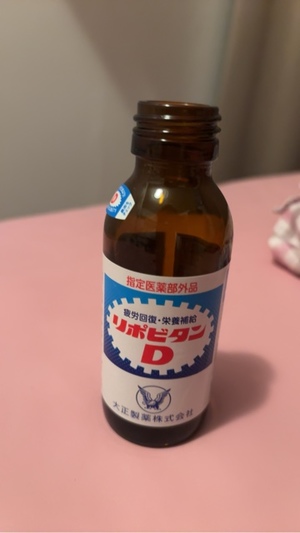 指定医薬部外品
疲労回復・栄養補給
リポビタン
D
大正製薬株式会社